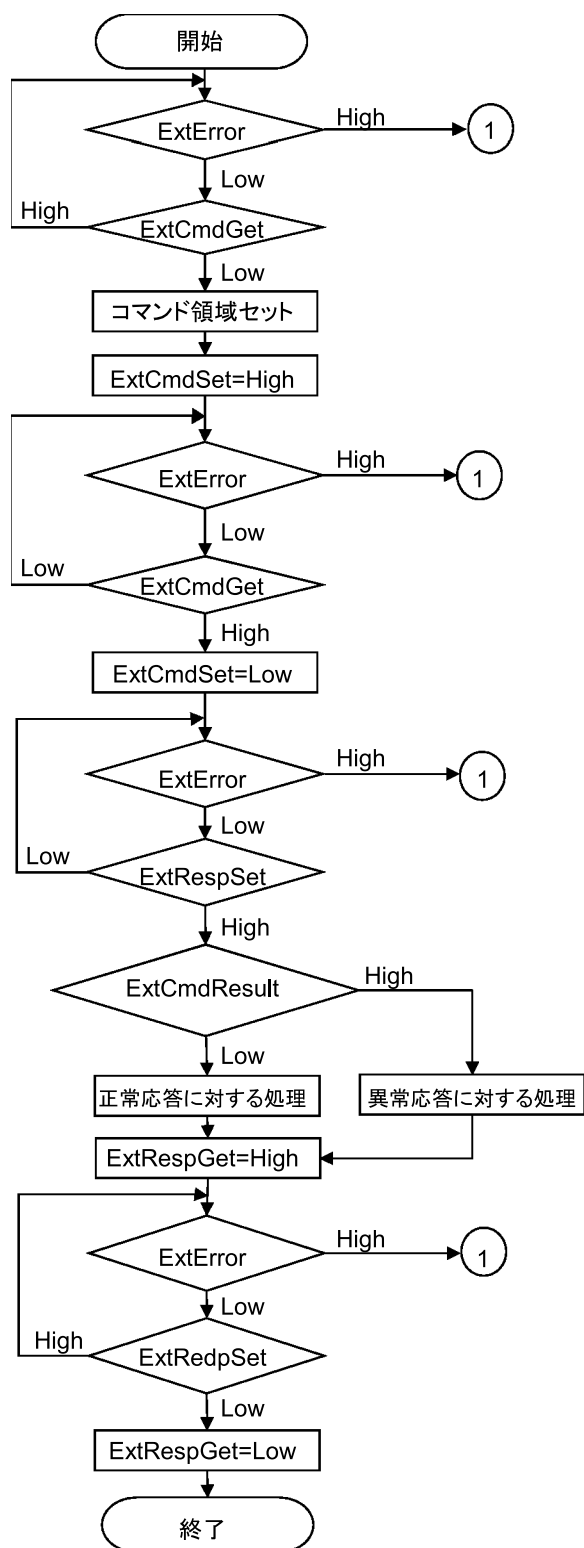 開始
ExtError
High
1
Low
High
ExtCmdGet
Low
コマンド領域セット
ExtCmdSet=High
ExtError
High
1
Low
Low
ExtCmdGet
High
ExtCmdSet=Low
ExtError
High
1
Low
Low
ExtRespSet
High
ExtCmdResult
High
Low
正常応答に対する処理
異常応答に対する処理
ExtRespGet=High
ExtError
High
1
Low
High
ExtRedpSet
Low
ExtRespGet=Low
終了